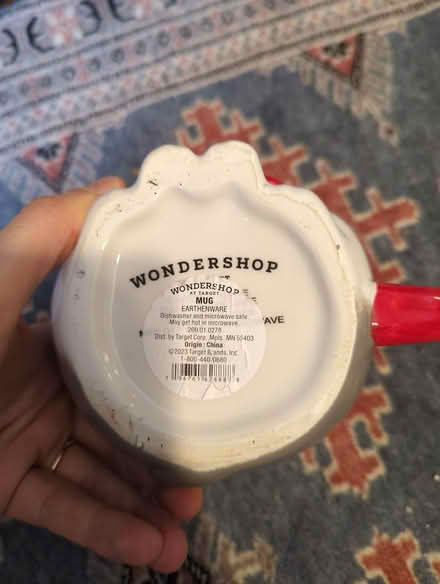 WONDERSHOP
WONDERSHOP
AT TARGET
MUG
EARTHENWARE
Dishwasher and microwave safe
May get hot in microwave.
Dist. by Target Corp. Mpls. MN 55403
Origin : China
© 2023 Target Brands, Inc.
1-800-440-0680